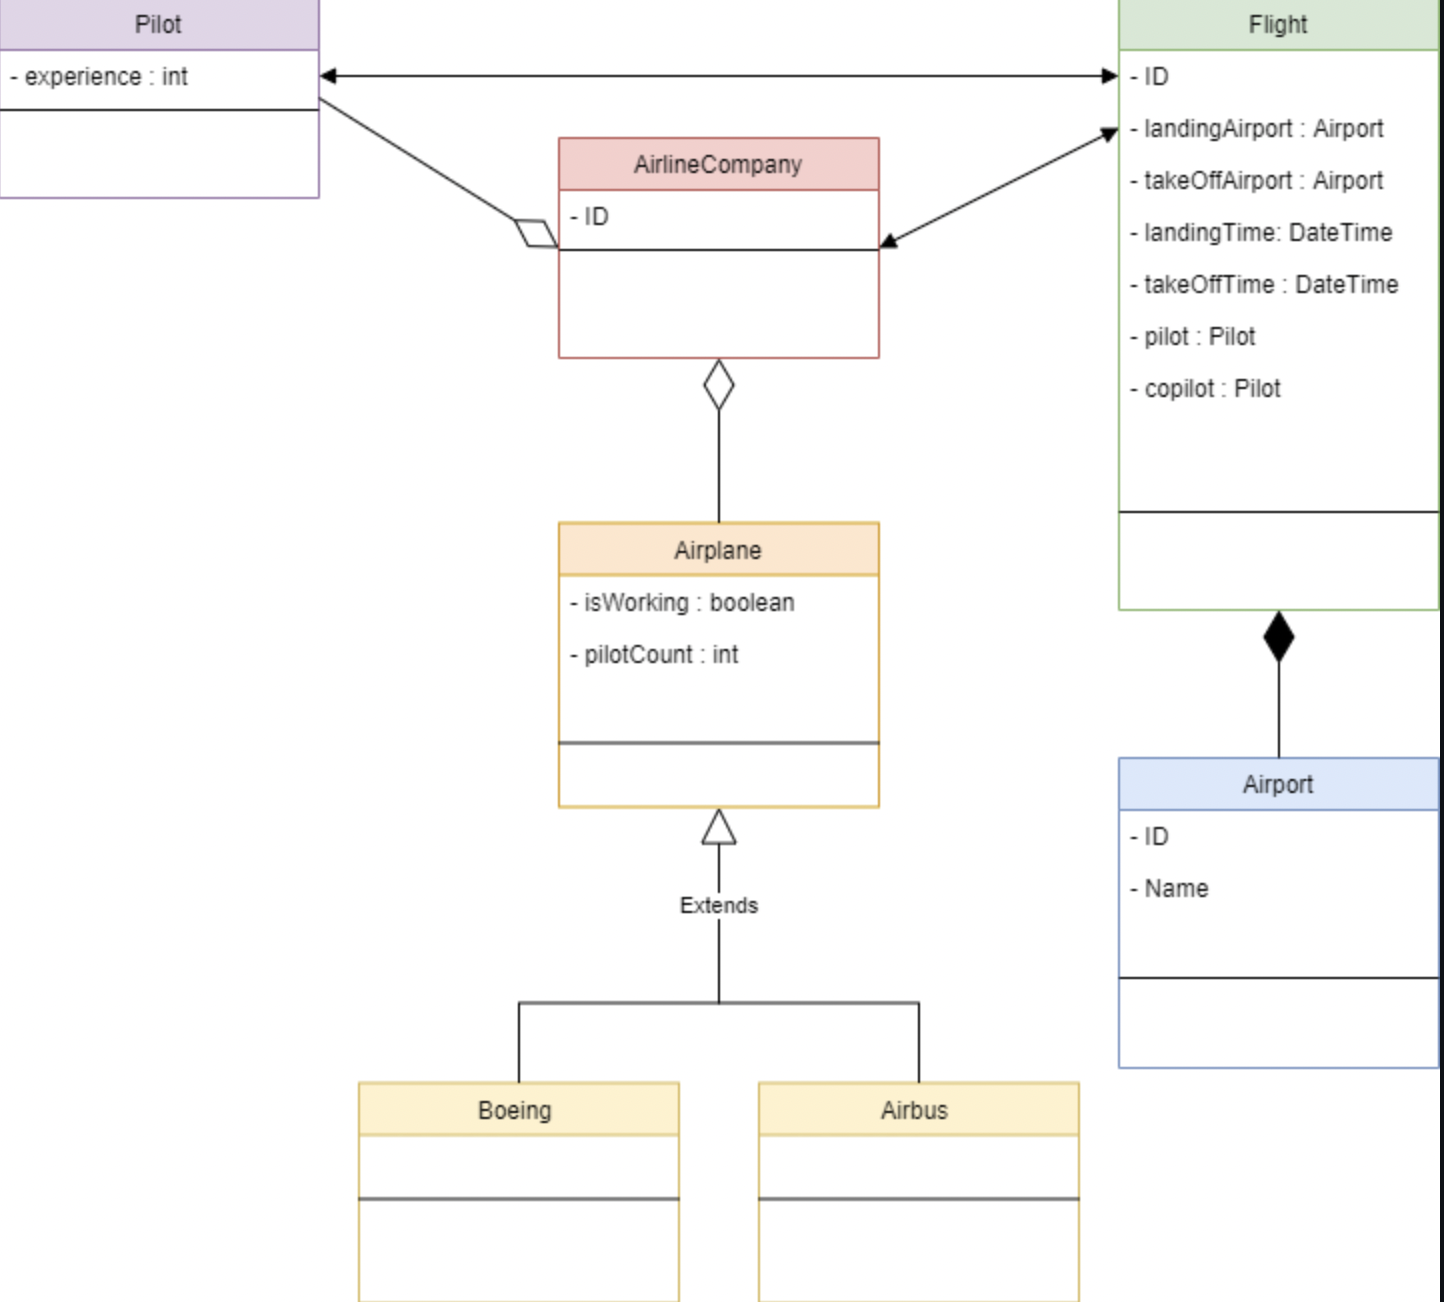 Pilot
- experience : int
Flight
- ID
- landingAirport : Airport
- takeOffAirport : Airport
- landingTime: DateTime
- takeOffTime : DateTime
- pilot : Pilot
- copilot : Pilot
AirlineCompany
- ID
Airplane
- isWorking : boolean
- pilotCount : int
Extends
Airport
- ID
- Name
Boeing
Airbus